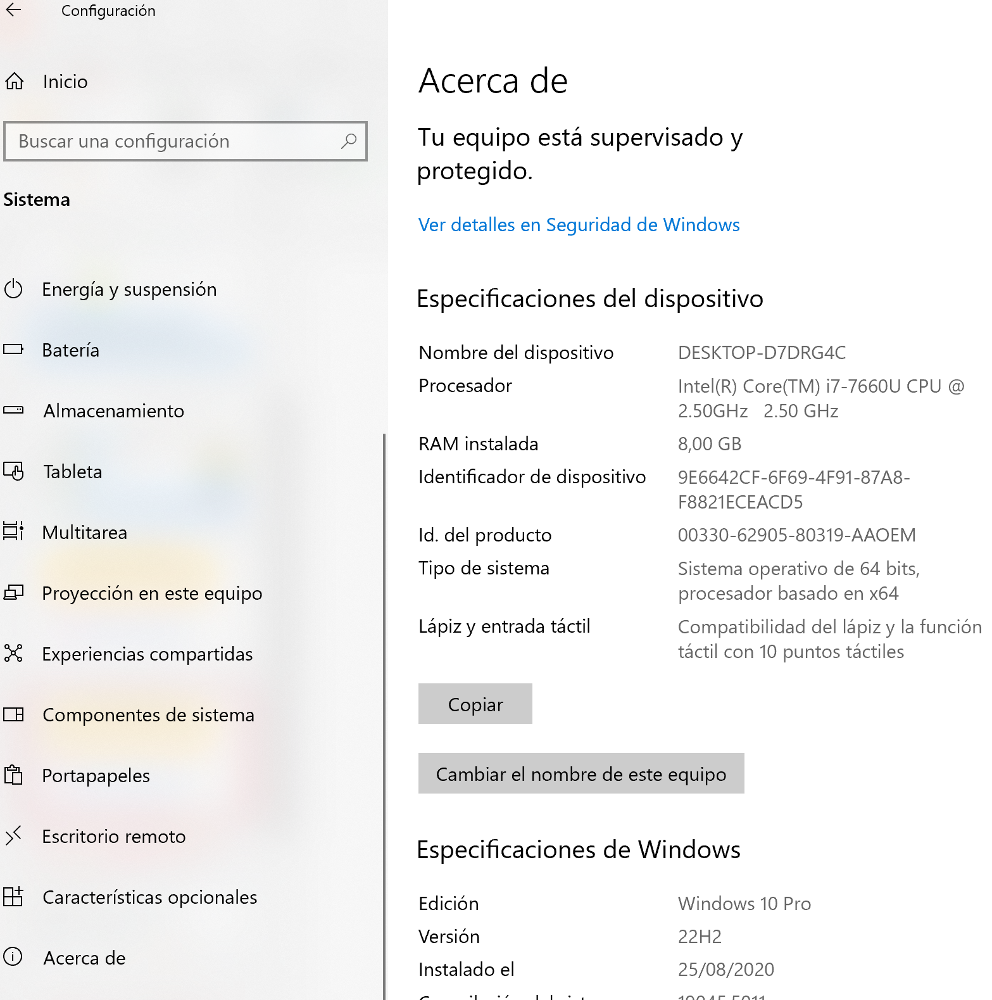 Configuración
Inicio
Buscar una configuración
Sistema
Energía y suspensión
Batería
Almacenamiento
Tableta
Multitarea
Proyección en este equipo
Experiencias compartidas
Componentes de sistema
Portapapeles
Escritorio remoto
Características opcionales
Acerca de
Acerca de
Tu equipo está supervisado y
protegido.
Ver detalles en Seguridad de Windows
Especificaciones del dispositivo
Nombre del dispositivo DESKTOP-D7DRG4C
Procesador Intel(R) Core(TM) i7-7660U CPU @
2.50GHz 2.50 GHz
RAM instalada 8,00 GB
Identificador de dispositivo 9E6642CF-6F69-4F91-87A8-
F8821ECEACD5
Id. del producto 00330-62905-80319-AAOEM
Tipo de sistema Sistema operativo de 64 bits,
procesador basado en x64
Lápiz y entrada táctil Compatibilidad del lápiz y la función
táctil con 10 puntos táctiles
Copiar
Cambiar el nombre de este equipo
Especificaciones de Windows
Edición Windows 10 Pro
Versión 22H2
Instalado el 25/08/2020